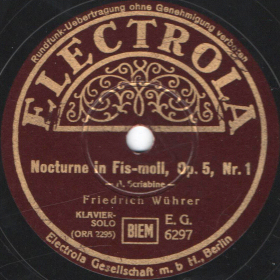 Rundfunk-Uebertragung ohne Genehmigung verboten
ELECTROLA
Nocturne in Fis-moll, Op. 5, Nr. 1
Scriabine
Friedrich Wührer
KLAVIER-
SOLO
(ORA 2295)
BIEM
E. G.
6297
Electrola Gesellschaft m. b. H., Berlin